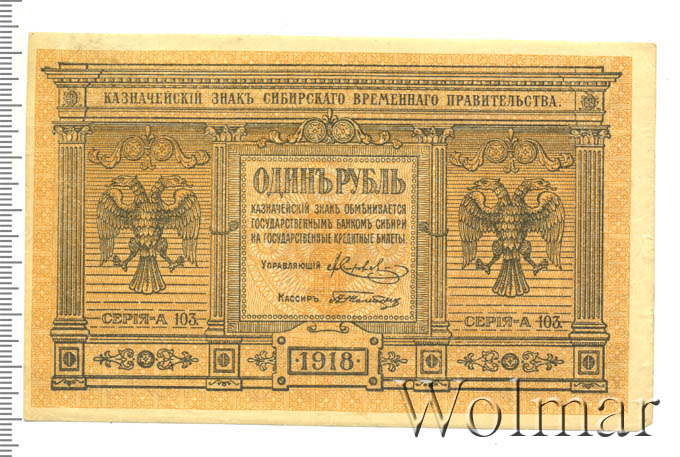 КАЗНАЧЕЙСКІЙ ЗНАКЪ СИБИРСКАГО ВРЕМЕННАГО ПРАВИТЕЛЬСТВА.
ОДИНЪ РУБЛЬ
КАЗНАЧЕЙСКІЙ ЗНАКЪ ОБМѢНИВАЕТСЯ
ГОСУДАРСТВЕННЫМЪ БАНКОМЪ СИБИРИ
НА ГОСУДАРСТВЕННЫЕ КРЕДИТНЫЕ БИЛЕТЫ.
УПРАВЛЯЮЩІЙ
КАССИРЪ
СЕРІЯ-А 103.
СЕРІЯ-А 103.
·1918·
Wolmar